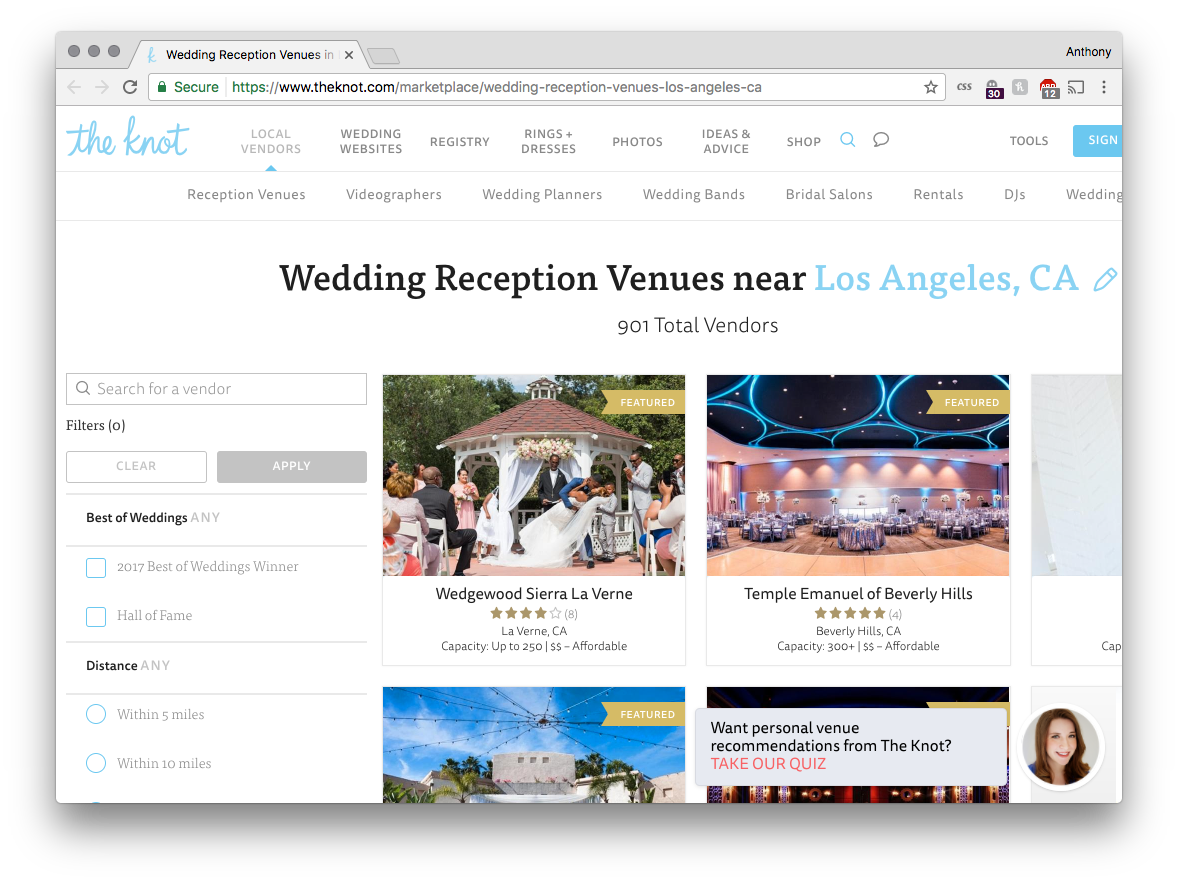 Wedding Reception Venues in
Anthony
Secure
https://www.theknot.com/marketplace/wedding-reception-venues-los-angeles-ca
css
30
12
the knot
LOCAL
VENDORS
WEDDING
WEBSITES
REGISTRY
RINGS +
DRESSES
PHOTOS
IDEAS &
ADVICE
SHOP
TOOLS
SIGN
Reception Venues
Videographers
Wedding Planners
Wedding Bands
Bridal Salons
Rentals
DJs
Wedding
Wedding Reception Venues near Los Angeles, CA
901 Total Vendors
Search for a vendor
Filters (0)
CLEAR
APPLY
Best of Weddings ANY
2017 Best of Weddings Winner
Hall of Fame
Distance ANY
Within 5 miles
Within 10 miles
FEATURED
Wedgewood Sierra La Verne
(8)
La Verne, CA
Capacity: Up to 250 | $$ – Affordable
FEATURED
Temple Emanuel of Beverly Hills
(4)
Beverly Hills, CA
Capacity: 300+ | $$ – Affordable
Cap
FEATURED
Want personal venue
recommendations from The Knot?
TAKE OUR QUIZ